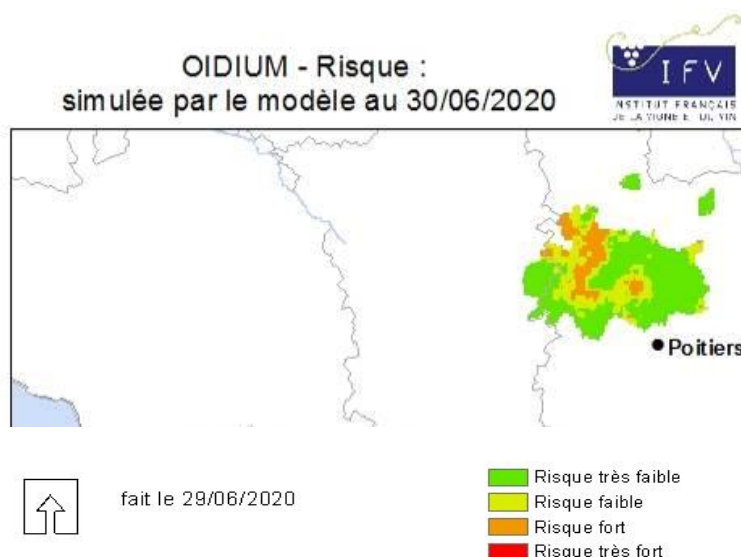 OIDIUM - Risque :
simulée par le modèle au 30/06/2020
IFV
INSTITUT FRANÇAIS
DE LA VIGNE ET DU VIN
Poitiers
fait le 29/06/2020
Risque très faible
Risque faible
Risque fort
Risque très fort